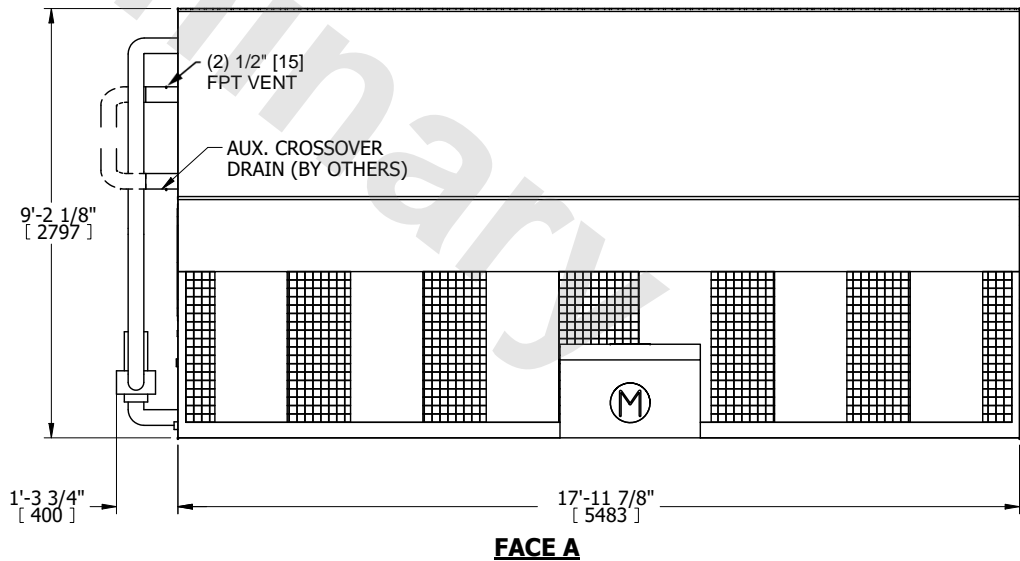 inary
(2) 1/2" [15]
FPT VENT
AUX. CROSSOVER
DRAIN (BY OTHERS)
9'-2 1/8"
[ 2797 ]
M
1'-3 3/4"
[ 400 ]
17'-11 7/8"
[ 5483 ]
FACE A